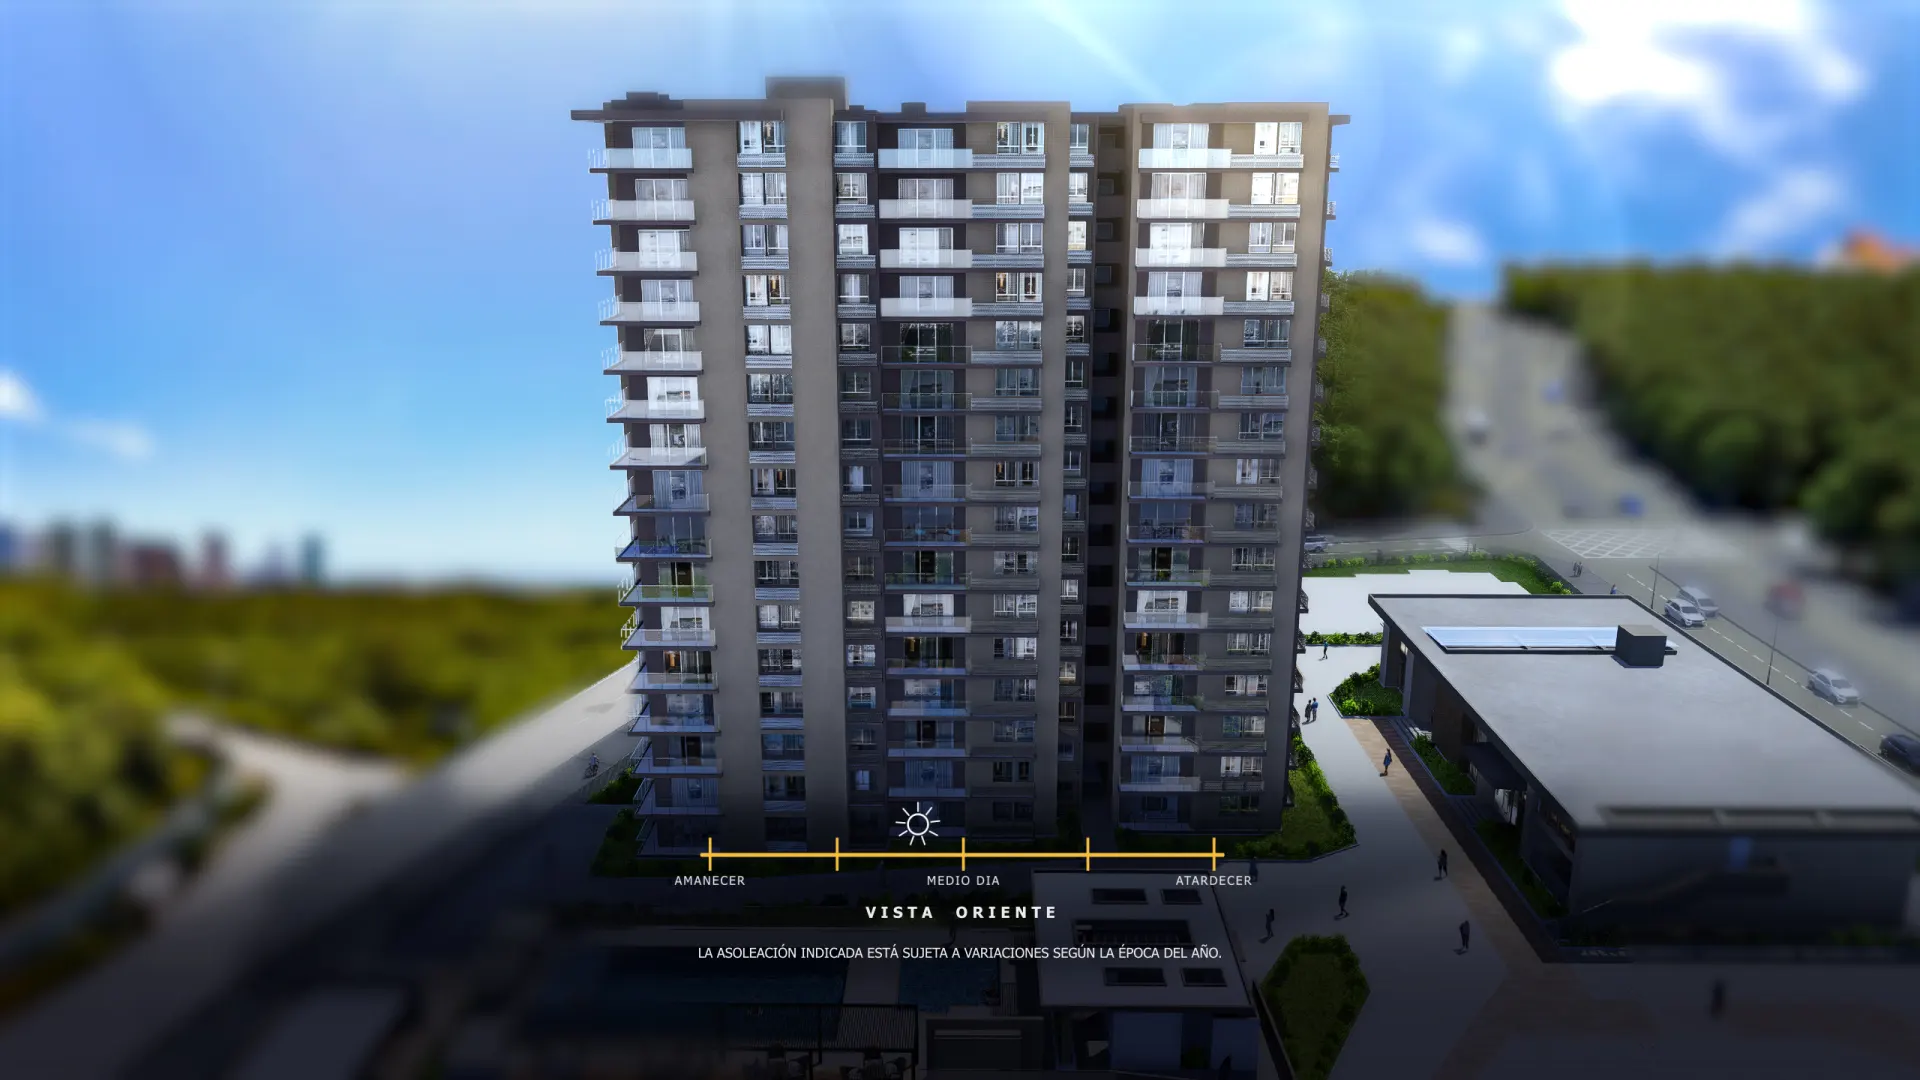 AMANECER
MEDIO DIA
ATARDECER
VISTA ORIENTE
LA ASOLEACIÓN INDICADA ESTÁ SUJETA A VARIACIONES SEGÚN LA ÉPOCA DEL AÑO.